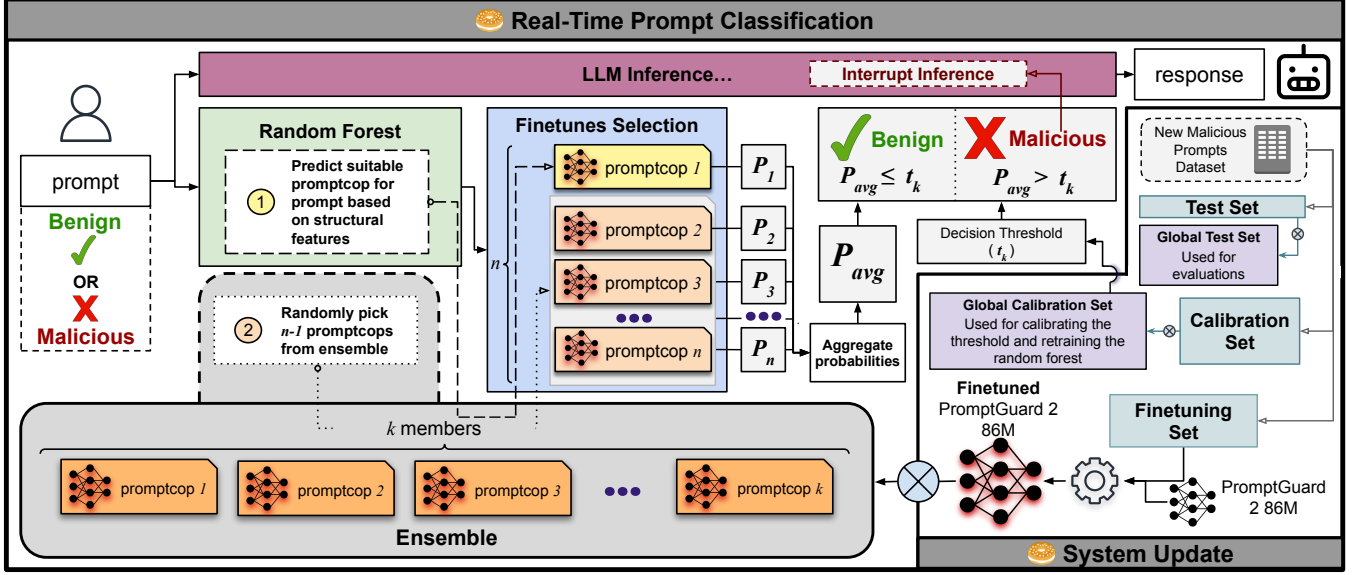 Real-Time Prompt Classification
LLM Inference…
Interrupt Inference
response
prompt
Benign
OR
Malicious
Random Forest
1
Predict suitable
promptcop for
prompt based
on structural
features
2
Randomly pick
n-1 promptcops
from ensemble
Finetunes Selection
n
promptcop 1
promptcop 2
promptcop 3
promptcop n
P1
P2
P3
Pn
Aggregate
probabilities
Pavg
Benign
Pavg ≤ tk
Malicious
Pavg > tk
Decision Threshold
(tk)
New Malicious
Prompts
Dataset
Test Set
Global Test Set
Used for
evaluations
Global Calibration Set
Used for calibrating the
threshold and retraining the
random forest
Calibration
Set
Finetuning
Set
Finetuned
PromptGuard 2
86M
PromptGuard
2 86M
k members
promptcop 1
promptcop 2
promptcop 3
promptcop k
Ensemble
System Update